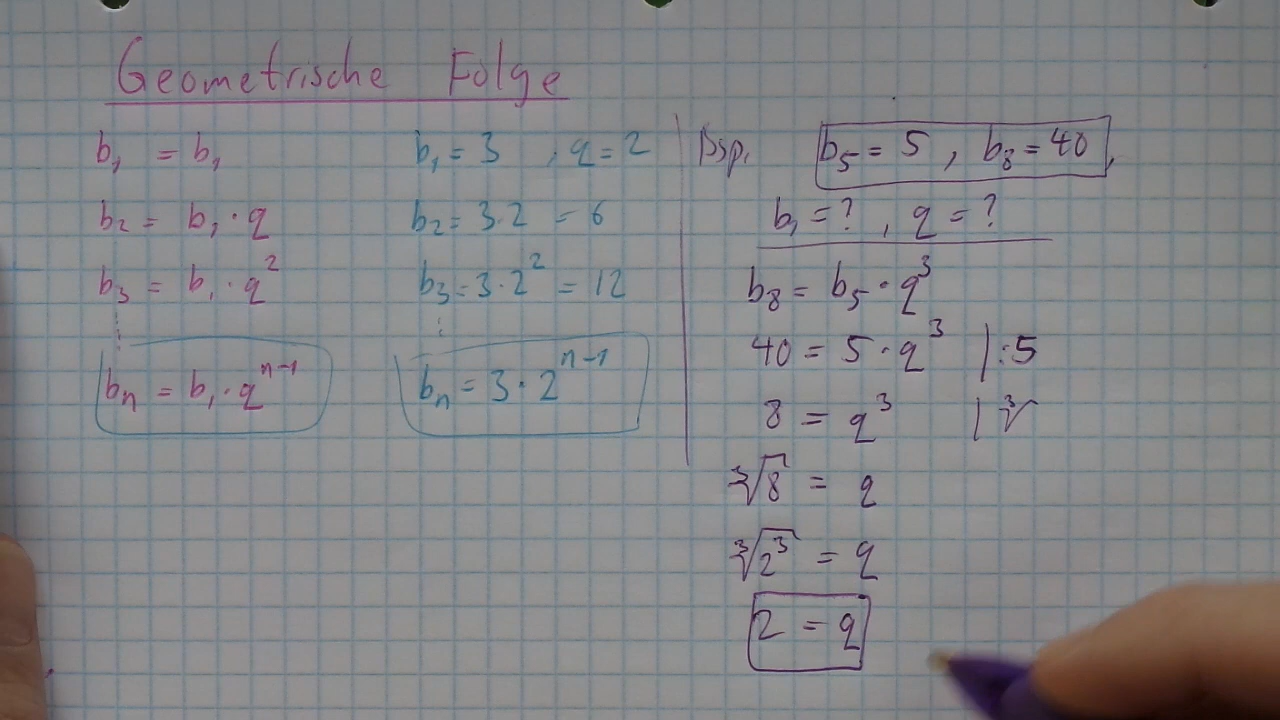 Geometrische Folge
b₁ = b₁
b₂ = b₁ · q
b₃ = b₁ · q²
⋮
bₙ = b₁ · qⁿ⁻¹
b₁ = 3 , q = 2
b₂ = 3 · 2 = 6
b₃ = 3 · 2² = 12
⋮
bₙ = 3 · 2ⁿ⁻¹
Bsp. b₅ = 5 , b₈ = 40,
b₁ = ? , q = ?
b₈ = b₅ · q³
40 = 5 · q³ | : 5
8 = q³ | ∛
∛8 = q
∛2³ = q
2 = q